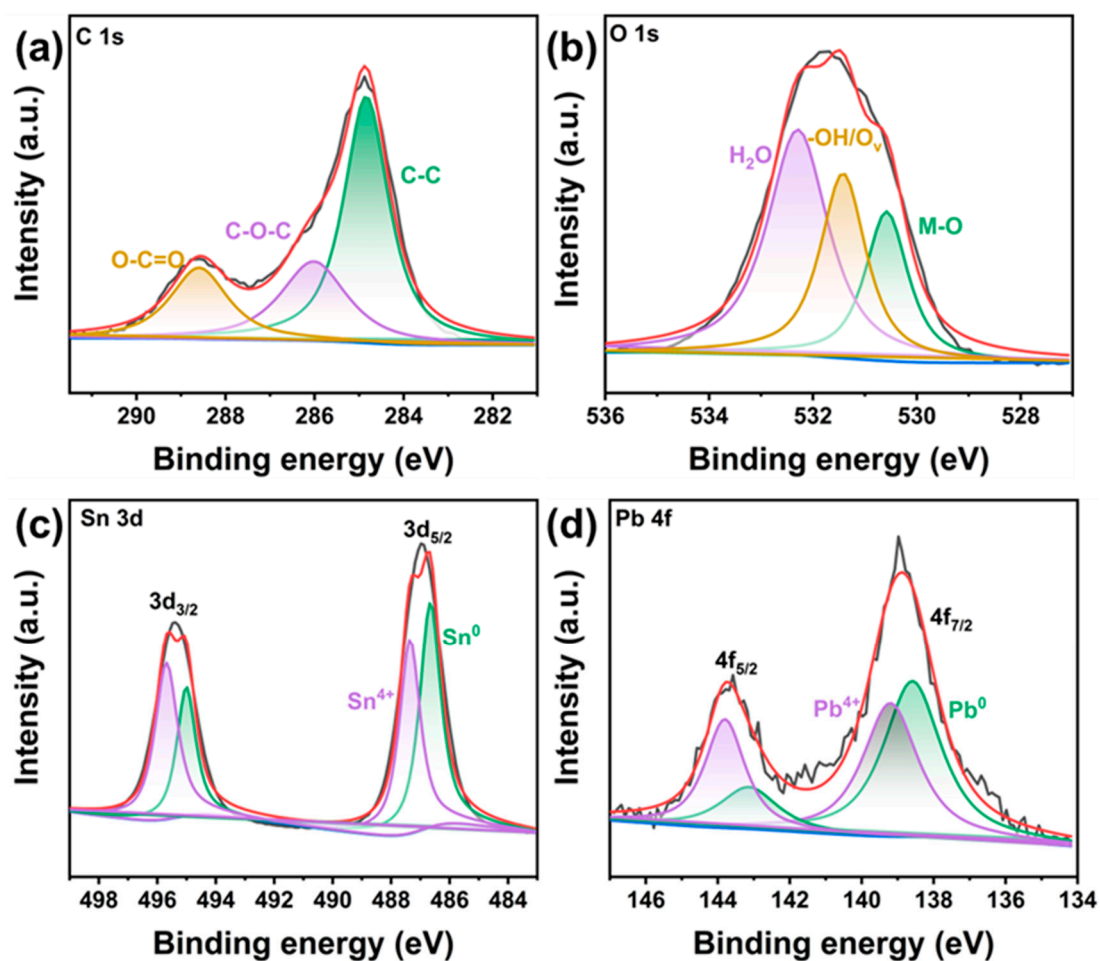 (a) C 1s
Intensity (a.u.)
O-C=O
C-O-C
C-C
290 288 286 284 282
Binding energy (eV)
(b) O 1s
Intensity (a.u.)
H₂O
-OH/Oᵥ
M-O
536 534 532 530 528
Binding energy (eV)
(c) Sn 3d
Intensity (a.u.)
3d₃/₂
3d₅/₂
Sn⁴⁺
Sn⁰
498 496 494 492 490 488 486 484
Binding energy (eV)
(d) Pb 4f
Intensity (a.u.)
4f₅/₂
4f₇/₂
Pb⁴⁺
Pb⁰
146 144 142 140 138 136 134
Binding energy (eV)